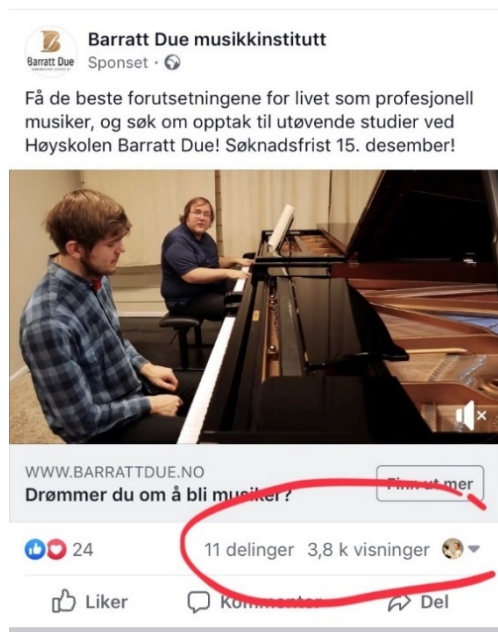 Barratt Due musikkinstitutt
Barratt Due
Sponset ·
Få de beste forutsetningene for livet som profesjonell
musiker, og søk om opptak til utøvende studier ved
Høyskolen Barratt Due! Søknadsfrist 15. desember!
WWW.BARRATTDUE.NO
Drømmer du om å bli musiker?
Finn ut mer
24
11 delinger 3,8 k visninger
Liker
Kommenter
Del